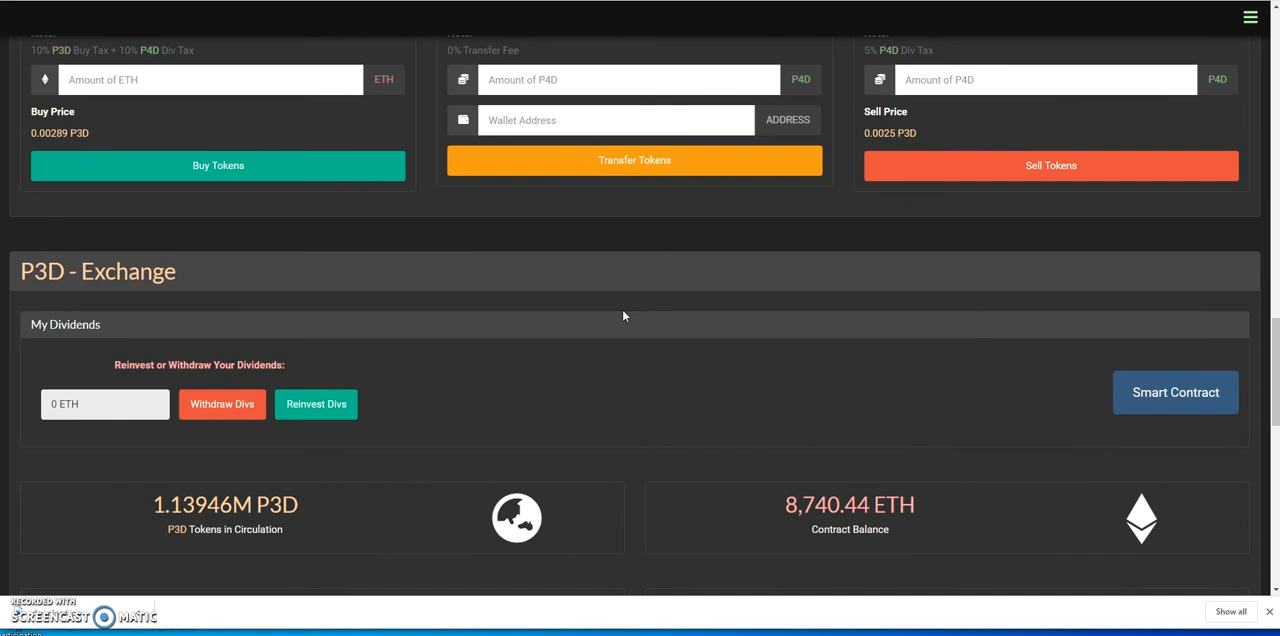 10% P3D Buy Tax + 10% P4D Div Tax
Amount of ETH
ETH
Buy Price
0.00289 P3D
Buy Tokens
0% Transfer Fee
Amount of P4D
P4D
Wallet Address
ADDRESS
Transfer Tokens
5% P4D Div Tax
Amount of P4D
P4D
Sell Price
0.0025 P3D
Sell Tokens
P3D - Exchange
My Dividends
Reinvest or Withdraw Your Dividends:
0 ETH
Withdraw Divs
Reinvest Divs
Smart Contract
1.13946M P3D
P3D Tokens in Circulation
8,740.44 ETH
Contract Balance
RECORDED WITH
SCREENCAST MATIC
Show all